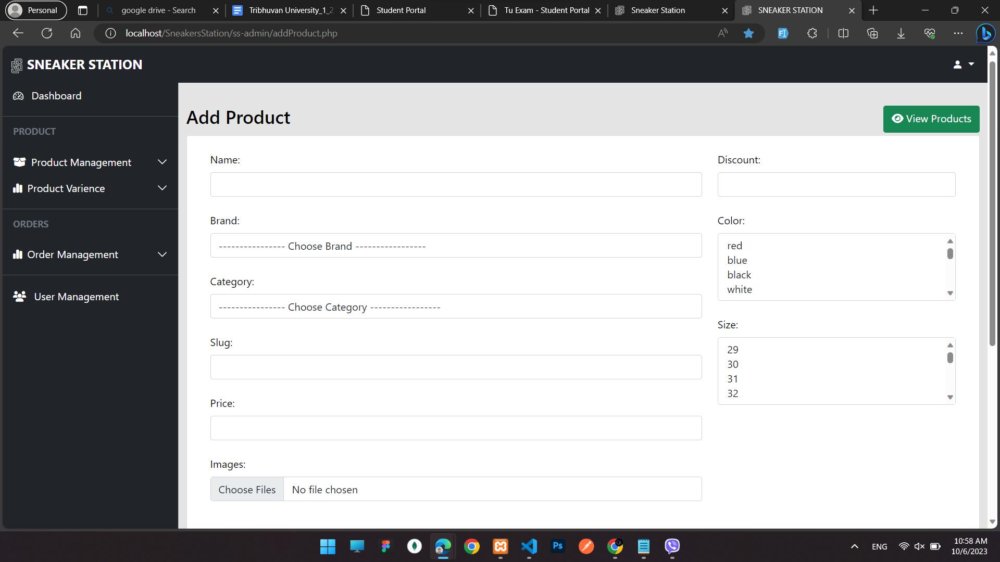 Personal
google drive - Search
Tribhuvan University_1_2
Student Portal
Tu Exam - Student Portal
Sneaker Station
SNEAKER STATION
localhost/SneakersStation/ss-admin/addProduct.php
SNEAKER STATION
Dashboard
PRODUCT
Product Management
Product Varience
ORDERS
Order Management
User Management
Add Product
View Products
Name:
Brand:
---------------- Choose Brand -----------------
Category:
---------------- Choose Category -----------------
Slug:
Price:
Images:
Choose Files No file chosen
Discount:
Color:
red
blue
black
white
Size:
29
30
31
32
Ps
ENG
10:58 AM
10/6/2023